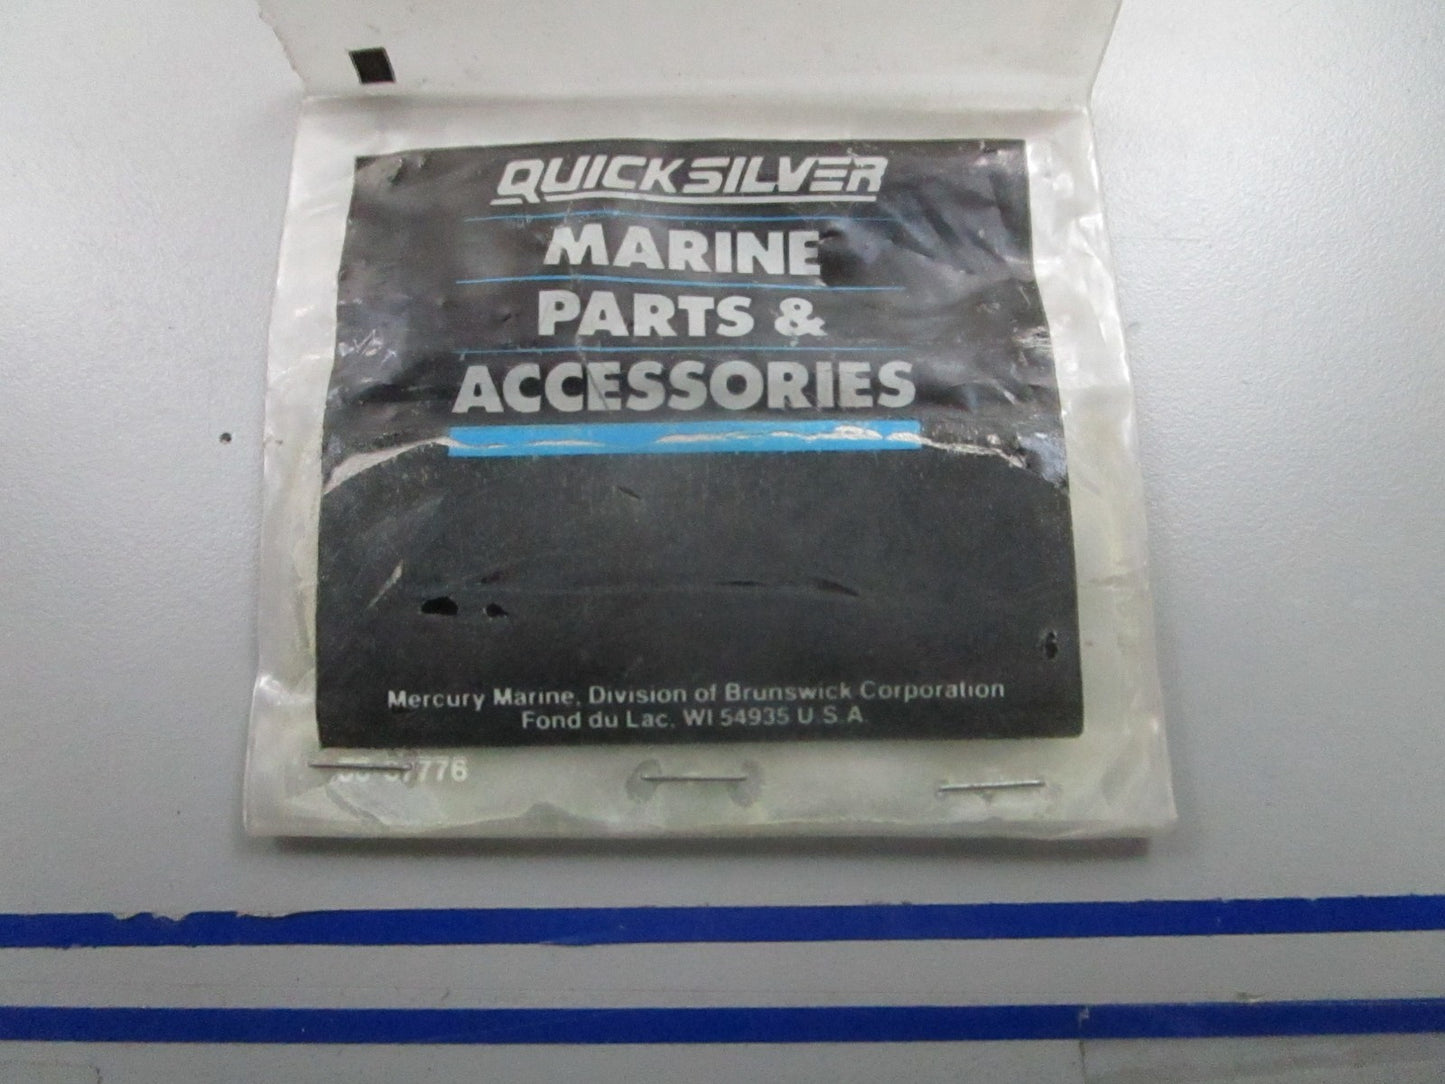 QUICKSILVER
MARINE
PARTS &
ACCESSORIES
Mercury Marine, Division of Brunswick Corporation
Fond du Lac, WI 54935 U.S.A.